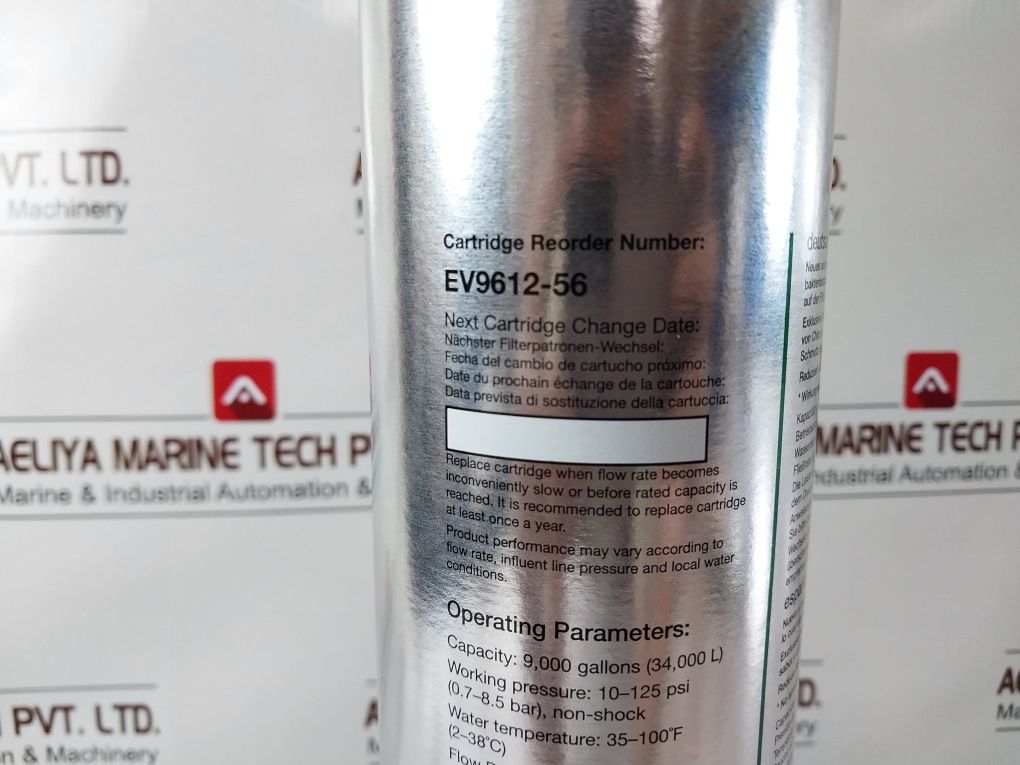 Cartridge Reorder Number:
EV9612-56
Next Cartridge Change Date:
Nächster Filterpatronen-Wechsel:
Fecha del cambio de cartucho próximo:
Date du prochain échange de la cartouche:
Data prevista di sostituzione della cartuccia:
Replace cartridge when flow rate becomes
inconveniently slow or before rated capacity is
reached. It is recommended to replace cartridge
at least once a year.
Product performance may vary according to
flow rate, influent line pressure and local water
conditions.
Operating Parameters:
Capacity: 9,000 gallons (34,000 L)
Working pressure: 10–125 psi
(0.7–8.5 bar), non-shock
Water temperature: 35–100°F
(2–38°C)
Flow
VT. LTD.
Machinery
AELIYA MARINE TECH P
Marine & Industrial Automation &
PVT. LTD.
n & Machinery
MARINE TECH P
ndustrial Automation &
auf der
von